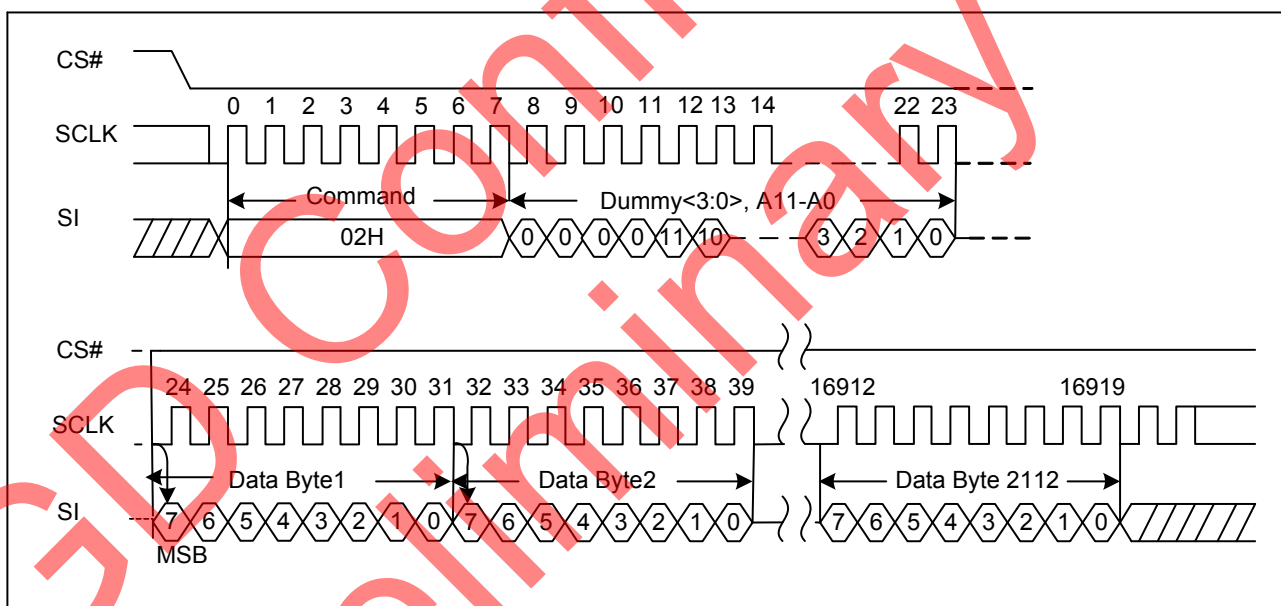 CS#
0 1 2 3 4 5 6 7 8 9 10 11 12 13 14 22 23
SCLK
Command Dummy<3:0>, A11-A0
SI
02H 0 0 0 0 11 10 3 2 1 0
CS#
24 25 26 27 28 29 30 31 32 33 34 35 36 37 38 39 16912 16919
SCLK
Data Byte1 Data Byte2 Data Byte 2112
SI
7 6 5 4 3 2 1 0 7 6 5 4 3 2 1 0 7 6 5 4 3 2 1 0
MSB